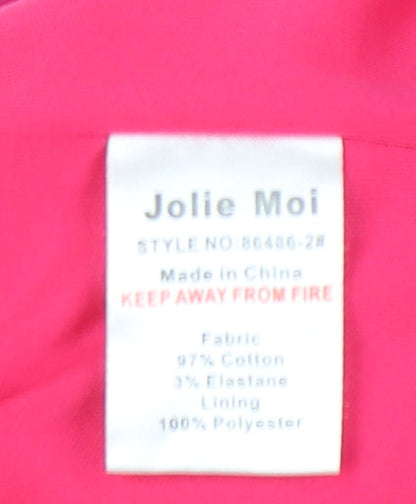 Jolie Moi
STYLE NO:86486-2#
Made in China
KEEP AWAY FROM FIRE
Fabric
97% Cotton
3% Elastane
Lining
100% Polyester